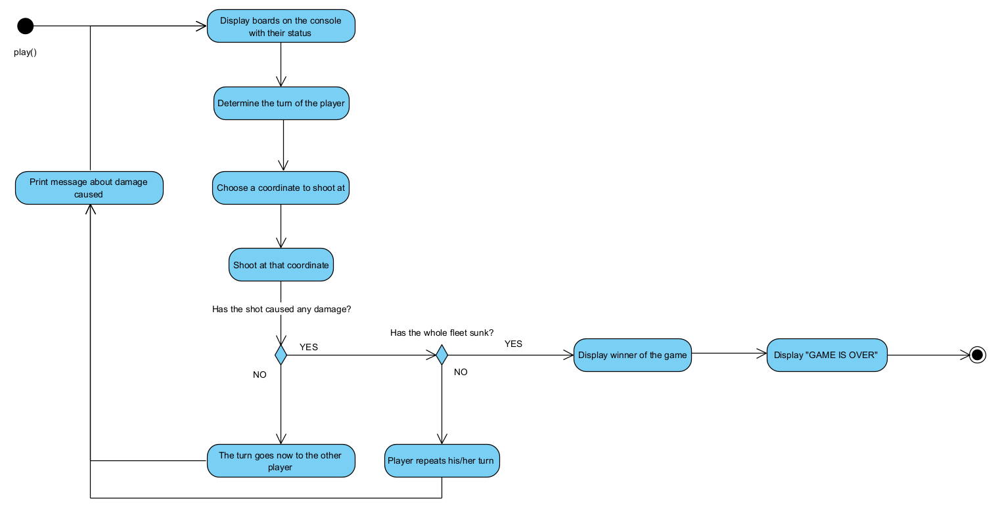 Display boards on the console
with their status
play()
Determine the turn of the player
Print message about damage
caused
Choose a coordinate to shoot at
Shoot at that coordinate
Has the shot caused any damage?
Has the whole fleet sunk?
YES
YES
Display winner of the game
Display "GAME IS OVER"
NO
NO
The turn goes now to the other
player
Player repeats his/her turn